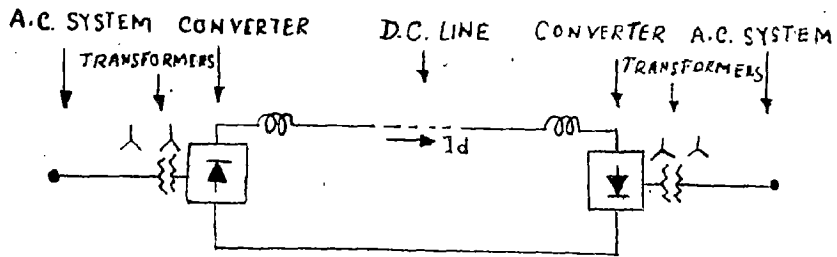 A.C. SYSTEM CONVERTER D.C. LINE CONVERTER A.C. SYSTEM
TRANSFORMERS TRANSFORMERS
Id